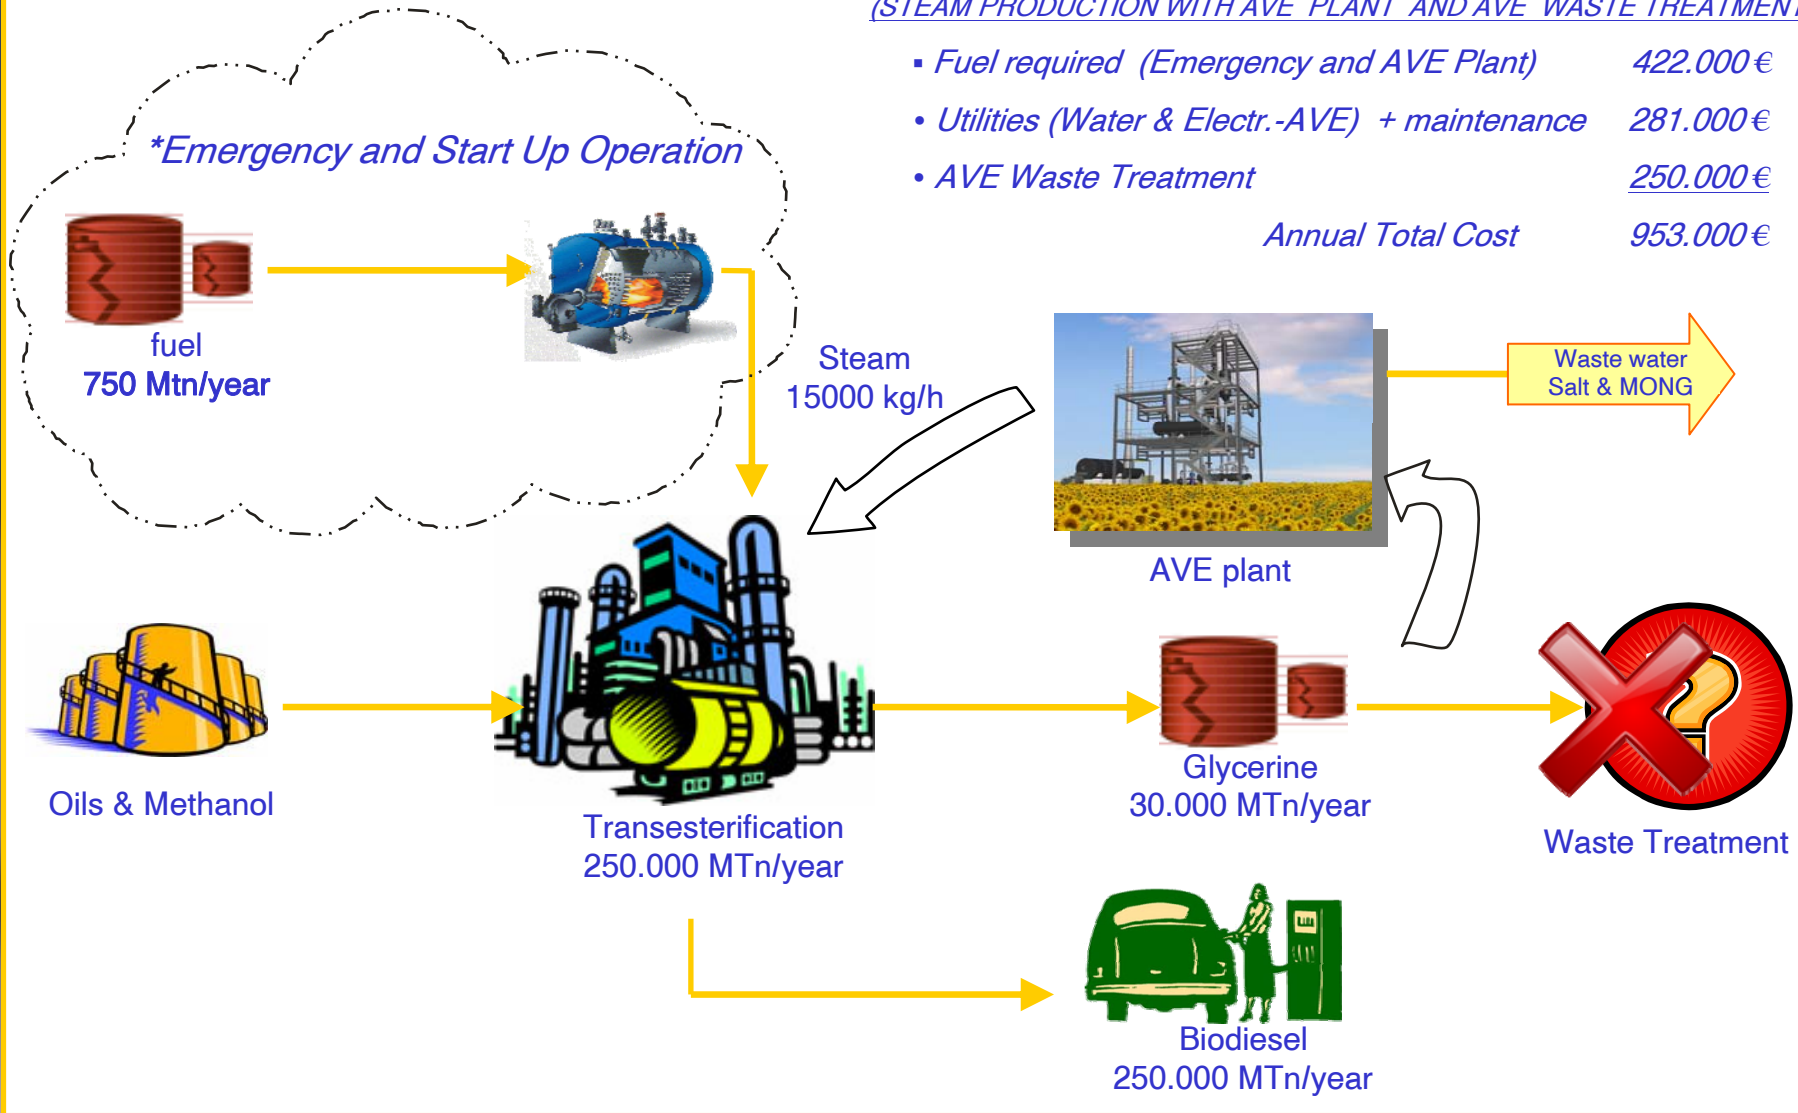 (STEAM PRODUCTION WITH AVE PLANT AND AVE WASTE TREATMENT
▪ Fuel required (Emergency and AVE Plant) 422.000 €
• Utilities (Water & Electr.-AVE) + maintenance 281.000 €
• AVE Waste Treatment 250.000 €
Annual Total Cost 953.000 €
*Emergency and Start Up Operation
fuel
750 Mtn/year
Steam
15000 kg/h
Waste water
Salt & MONG
AVE plant
Oils & Methanol
Transesterification
250.000 MTn/year
Glycerine
30.000 MTn/year
Waste Treatment
Biodiesel
250.000 MTn/year